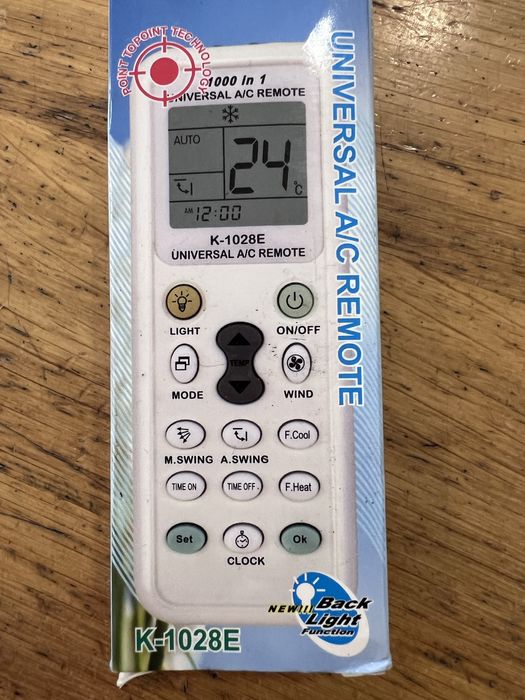 POINT TO POINT TECHNOLOGY
1000 in 1
UNIVERSAL A/C REMOTE
AUTO
24 °C
AM 12:00
K-1028E
UNIVERSAL A/C REMOTE
LIGHT
ON/OFF
TEMP
MODE
WIND
F.Cool
M.SWING A.SWING
TIME ON TIME OFF F.Heat
Set
Ok
CLOCK
UNIVERSAL A/C REMOTE
NEW!!! Back
Light
Function
K-1028E